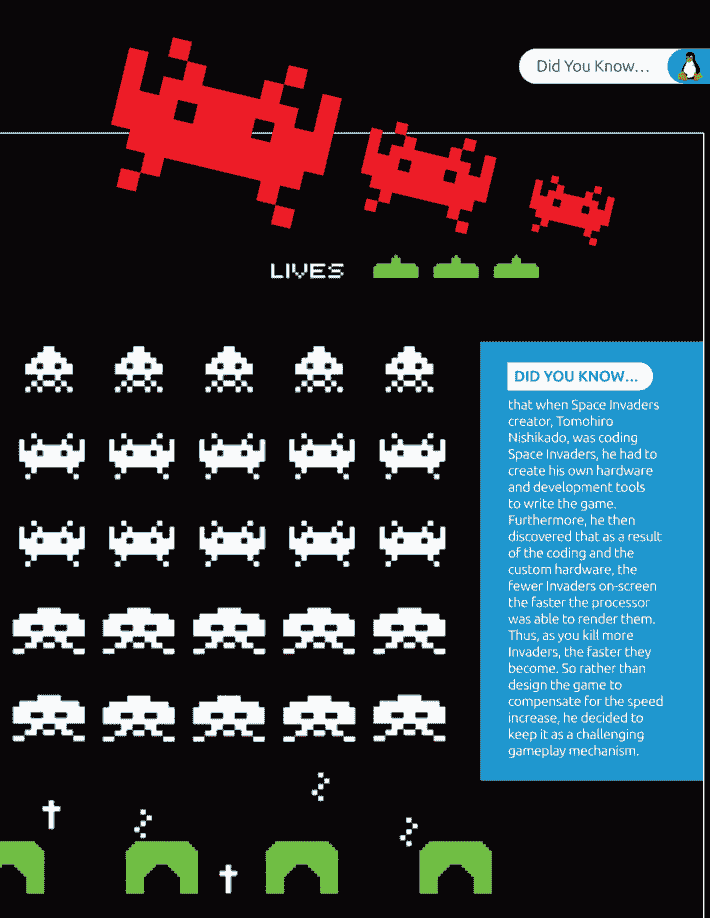 Did You Know...
LIVES
DID YOU KNOW...
that when Space Invaders
creator, Tomohiro
Nishikado, was coding
Space Invaders, he had to
create his own hardware
and development tools
to write the game.
Furthermore, he then
discovered that as a result
of the coding and the
custom hardware, the
fewer Invaders on-screen
the faster the processor
was able to render them.
Thus, as you kill more
Invaders, the faster they
become. So rather than
design the game to
compensate for the speed
increase, he decided to
keep it as a challenging
gameplay mechanism.